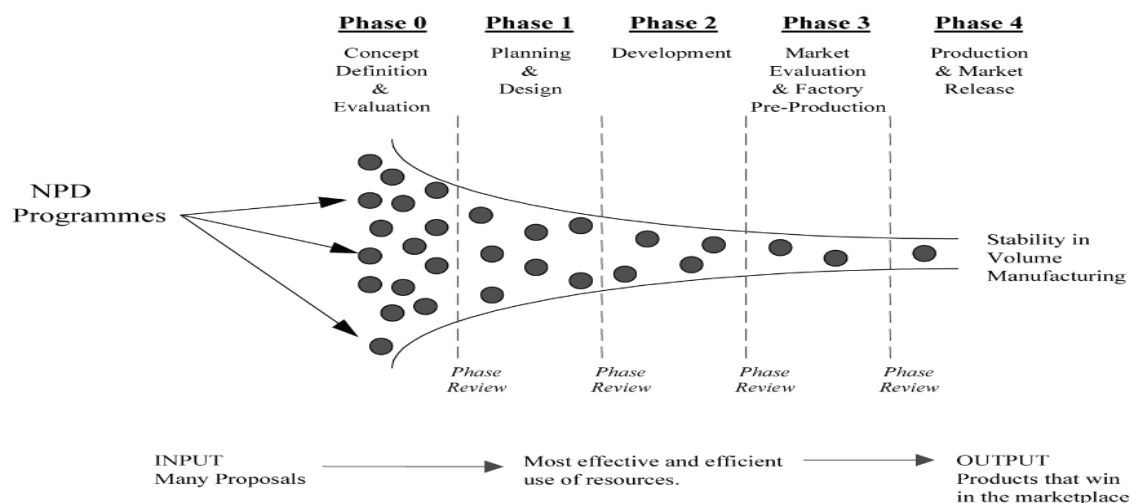 Phase 0
Concept
Definition
&
Evaluation
Phase 1
Planning
&
Design
Phase 2
Development
Phase 3
Market
Evaluation
& Factory
Pre-Production
Phase 4
Production
& Market
Release
NPD
Programmes
Stability in
Volume
Manufacturing
Phase
Review
Phase
Review
Phase
Review
Phase
Review
INPUT
Many Proposals
Most effective and efficient
use of resources.
OUTPUT
Products that win
in the marketplace